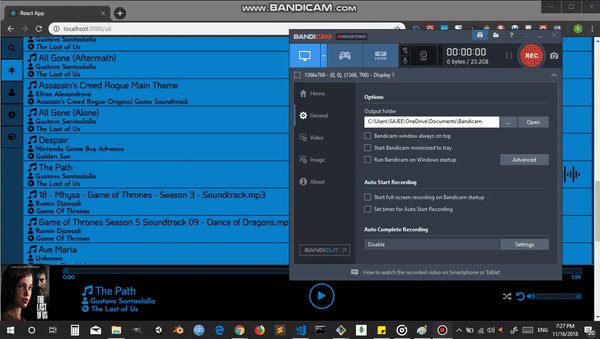 www.BANDICAM.com
React App
localhost:3000/all
Gustavo Santaolalla
The Last of Us
All Gone (Aftermath)
Gustavo Santaolalla
The Last of Us
Assassin's Creed Rogue Main Theme
Elitsa Alexandrova
Assassin's Creed Rogue Original Game Soundtrack
All Gone (Alone)
Gustavo Santaolalla
The Last of Us
Despair
Nintendo Game Boy Advance
Golden Sun
The Path
Gustavo Santaolalla
The Last of Us
18 - Mhysa - Game of Thrones - Season 3 - Soundtrack.mp3
Ramin Djawadi
Game Of Thrones
Game of Thrones Season 5 Soundtrack 09 - Dance of Dragons.mp3
Ramin Djawadi
Game of Thrones
Ave Maria
Unknown
BANDICAM UNREGISTERED
00:00:00
0 bytes / 23.2GB
REC
1366x768 - (0, 0), (1366, 768) - Display 1
Home
General
Video
Image
About
BANDICUT
Options
Output folder
C:\Users\SAJEE\OneDrive\Documents\Bandicam
... Open
Bandicam window always on top
Start Bandicam minimized to tray
Run Bandicam on Windows startup
Advanced
Auto Start Recording
Start full-screen recording on Bandicam startup
Set timer for Auto Start Recording
Auto Complete Recording
Disable
Settings
How to watch the recorded video on Smartphone or Tablet
0:00
1:59
THE LAST OF US
The Path
Gustavo Santaolalla
The Last of Us
ENG
7:27 PM
11/16/2018